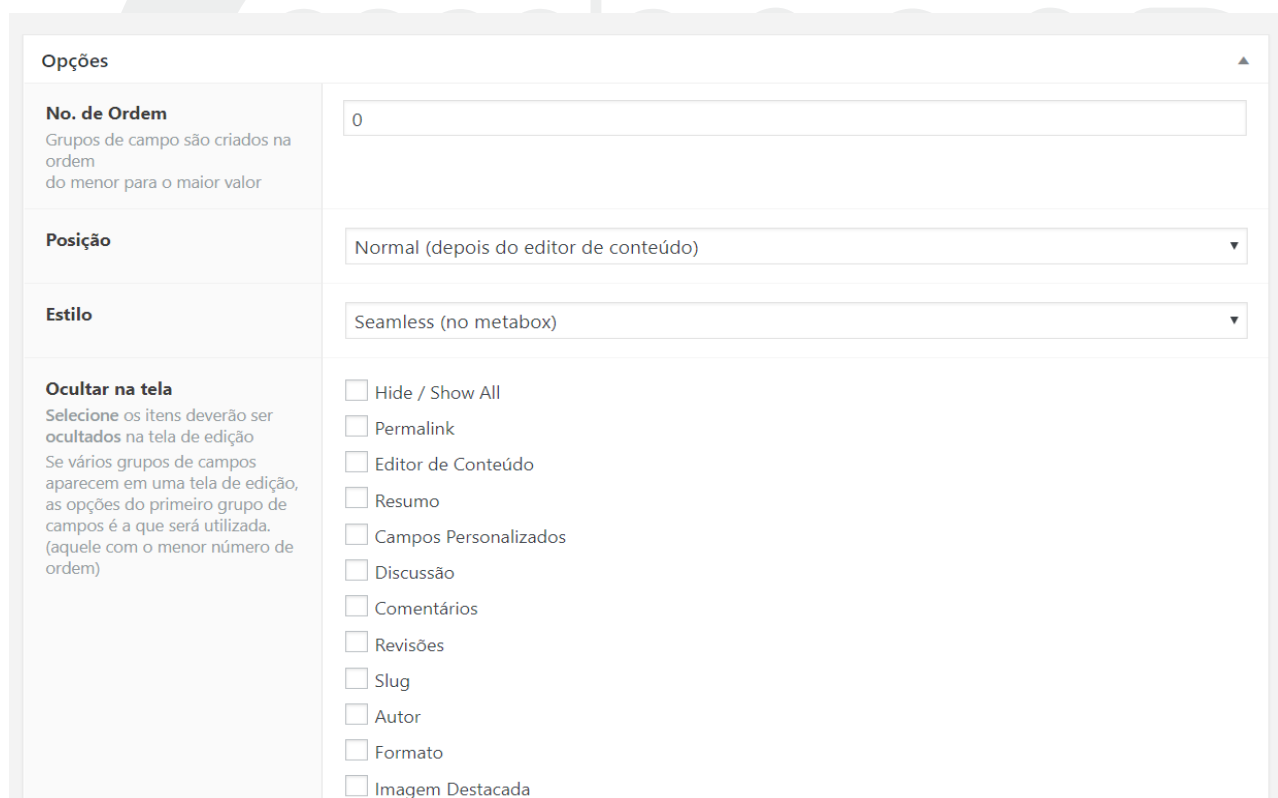 Opções
No. de Ordem
Grupos de campo são criados na
ordem
do menor para o maior valor
0
Posição
Normal (depois do editor de conteúdo)
Estilo
Seamless (no metabox)
Ocultar na tela
Selecione os itens deverão ser
ocultados na tela de edição
Se vários grupos de campos
aparecem em uma tela de edição,
as opções do primeiro grupo de
campos é a que será utilizada.
(aquele com o menor número de
ordem)
Hide / Show All
Permalink
Editor de Conteúdo
Resumo
Campos Personalizados
Discussão
Comentários
Revisões
Slug
Autor
Formato
Imagem Destacada